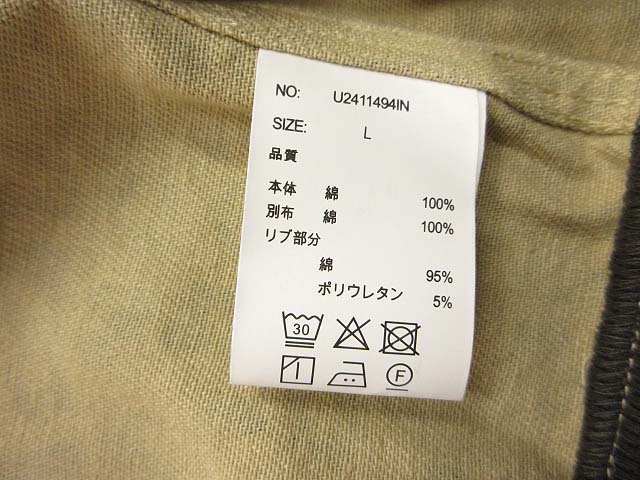 NO: U2411494IN
SIZE: L
品質
本体 綿 100%
別布 綿 100%
リブ部分
綿 95%
ポリウレタン 5%
30
F